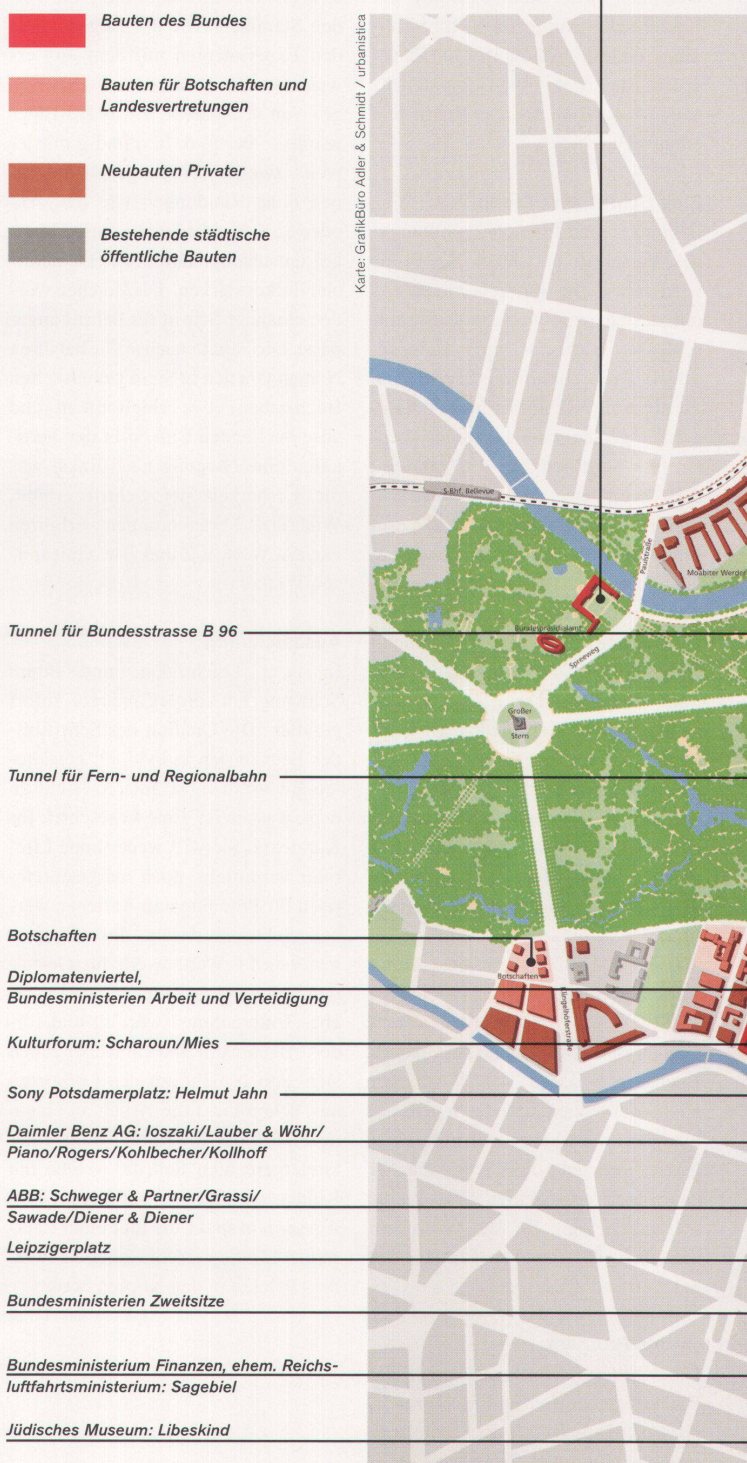 Bauten des Bundes
Bauten für Botschaften und
Landesvertretungen
Neubauten Privater
Bestehende städtische
öffentliche Bauten
Karte: GrafikBüro Adler & Schmidt / urbanistica
S-Bhf. Bellevue
Paulstraße
Moabiter Werder
Bundespräsidialamt
Spreeweg
Großer
Stern
Tunnel für Bundesstrasse B 96
Tunnel für Fern- und Regionalbahn
Botschaften
Botschaften
Klingelhöferstraße
Diplomatenviertel,
Bundesministerien Arbeit und Verteidigung
Kulturforum: Scharoun/Mies
Sony Potsdamerplatz: Helmut Jahn
Daimler Benz AG: Ioszaki/Lauber & Wöhr/
Piano/Rogers/Kohlbecher/Kollhoff
ABB: Schweger & Partner/Grassi/
Sawade/Diener & Diener
Leipzigerplatz
Bundesministerien Zweitsitze
Bundesministerium Finanzen, ehem. Reichs-
luftfahrtsministerium: Sagebiel
Jüdisches Museum: Libeskind